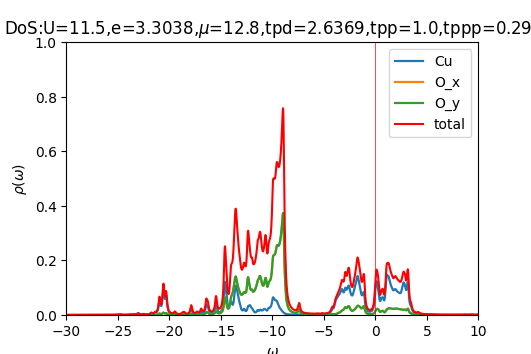 DoS:U=11.5,e=3.3038,μ=12.8,tpd=2.6369,tpp=1.0,tppp=0.29
1.0
0.8
0.6
0.4
0.2
0.0
ρ(ω)
Cu
O_x
O_y
total
−30 −25 −20 −15 −10 −5 0 5 10
ω